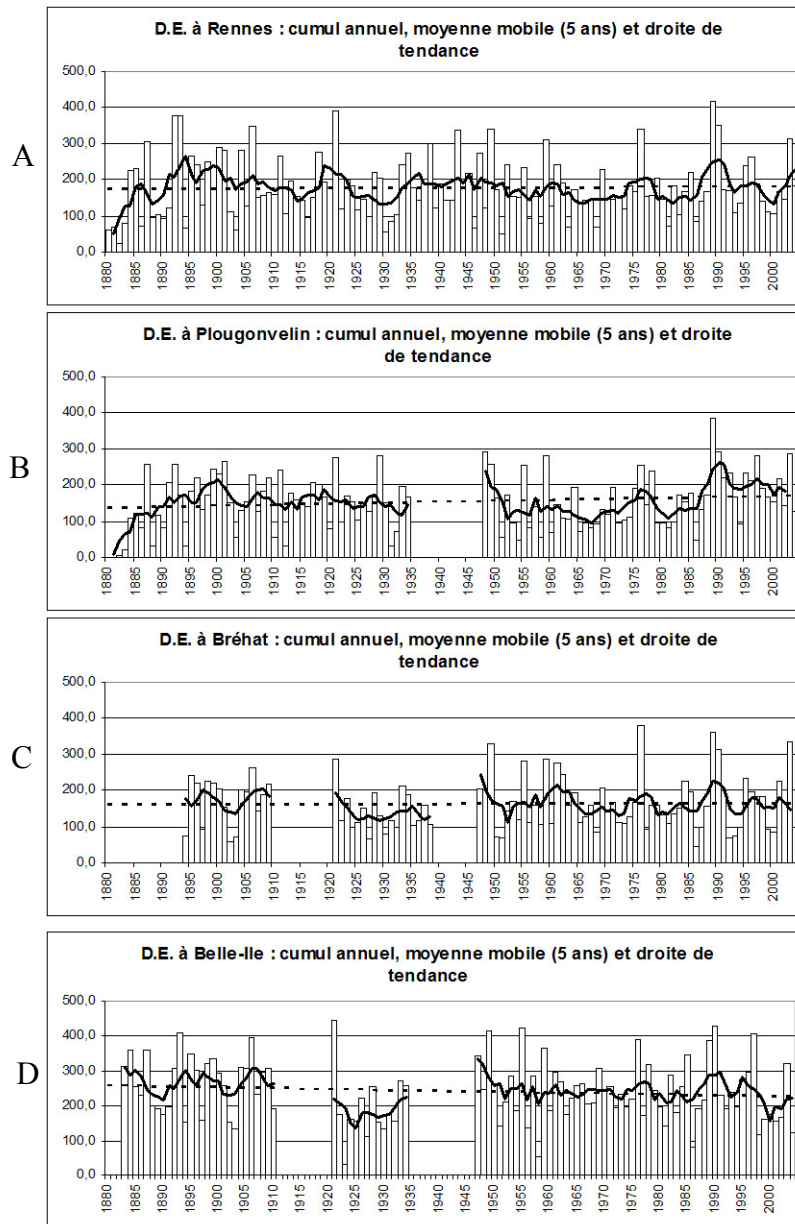 D.E. à Rennes : cumul annuel, moyenne mobile (5 ans) et droite de
tendance
A
500,0
400,0
300,0
200,0
100,0
0,0
1880 1885 1890 1895 1900 1905 1910 1915 1920 1925 1930 1935 1940 1945 1950 1955 1960 1965 1970 1975 1980 1985 1990 1995 2000
D.E. à Plougonvelin : cumul annuel, moyenne mobile (5 ans) et droite
de tendance
B
500,0
400,0
300,0
200,0
100,0
0,0
1880 1885 1890 1895 1900 1905 1910 1915 1920 1925 1930 1935 1940 1945 1950 1955 1960 1965 1970 1975 1980 1985 1990 1995 2000
D.E. à Bréhat : cumul annuel, moyenne mobile (5 ans) et droite de
tendance
C
500,0
400,0
300,0
200,0
100,0
0,0
1880 1885 1890 1895 1900 1905 1910 1915 1920 1925 1930 1935 1940 1945 1950 1955 1960 1965 1970 1975 1980 1985 1990 1995 2000
D.E. à Belle-Ile : cumul annuel, moyenne mobile (5 ans) et droite de
tendance
D
500,0
400,0
300,0
200,0
100,0
0,0
1880 1885 1890 1895 1900 1905 1910 1915 1920 1925 1930 1935 1940 1945 1950 1955 1960 1965 1970 1975 1980 1985 1990 1995 2000